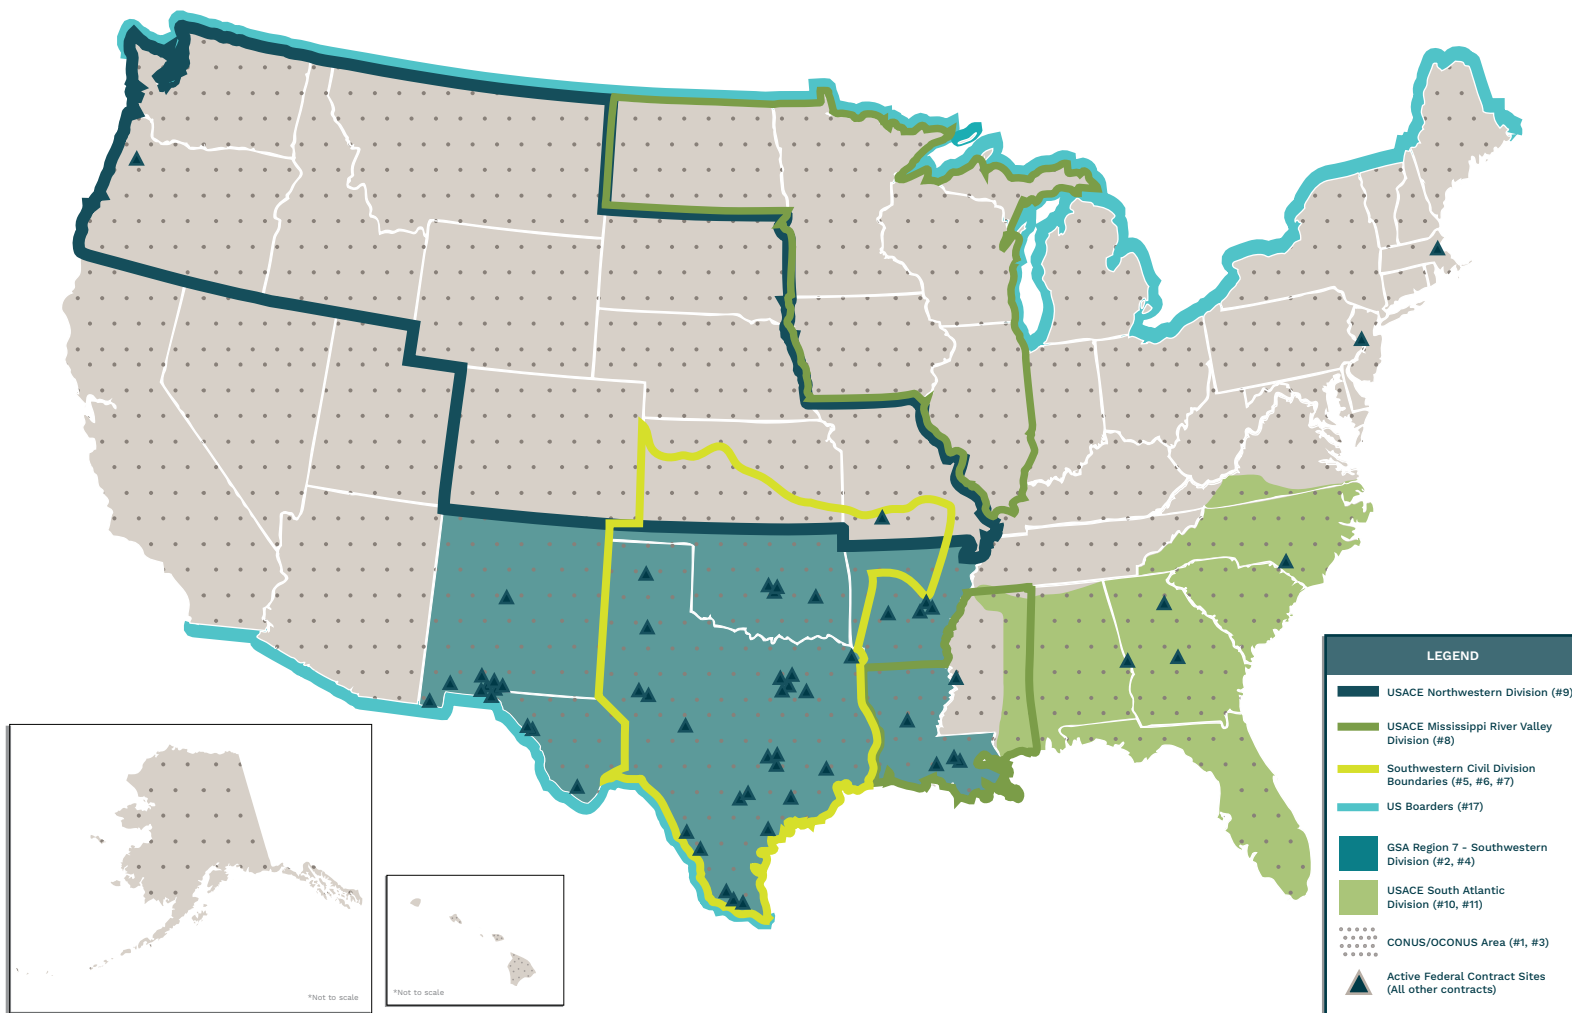 LEGEND
USACE Northwestern Division (#9)
USACE Mississippi River Valley
Division (#8)
Southwestern Civil Division
Boundaries (#5, #6, #7)
US Boarders (#17)
GSA Region 7 - Southwestern
Division (#2, #4)
USACE South Atlantic
Division (#10, #11)
CONUS/OCONUS Area (#1, #3)
Active Federal Contract Sites
(All other contracts)
*Not to scale
*Not to scale